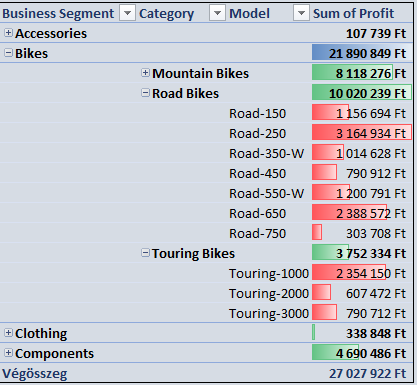 Business Segment Category Model Sum of Profit
Accessories 107 739 Ft
Bikes 21 890 849 Ft
Mountain Bikes 8 118 276 Ft
Road Bikes 10 020 239 Ft
Road-150 1 156 694 Ft
Road-250 3 164 934 Ft
Road-350-W 1 014 628 Ft
Road-450 790 912 Ft
Road-550-W 1 200 791 Ft
Road-650 2 388 572 Ft
Road-750 303 708 Ft
Touring Bikes 3 752 334 Ft
Touring-1000 2 354 150 Ft
Touring-2000 607 472 Ft
Touring-3000 790 712 Ft
Clothing 338 848 Ft
Components 4 690 486 Ft
Végösszeg 27 027 922 Ft